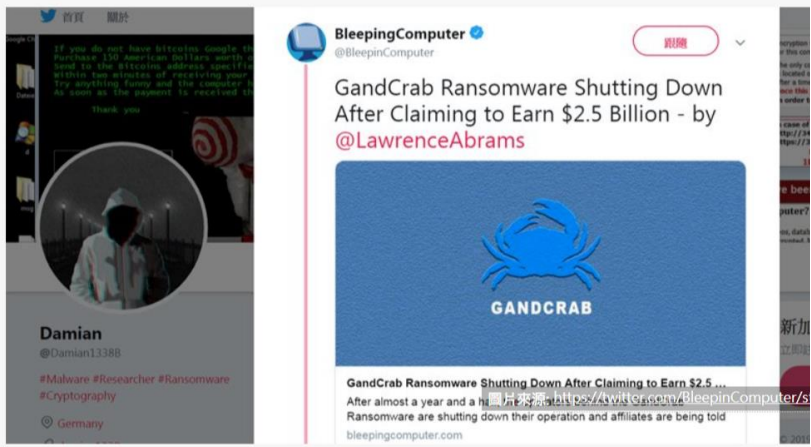 首頁 關於
If you do not have bitcoins Google th
Purchase 150 American Dollars worth o
Send to the Bitcoins address specifie
Within two minutes of receiving your
Try anything funny and the computer h
As soon as the payment is received th
Thank you
Damian
@Damian1338B
#Malware #Researcher #Ransomware
#Cryptography
Germany
BleepingComputer
@BleepinComputer
跟隨
GandCrab Ransomware Shutting Down
After Claiming to Earn $2.5 Billion - by
@LawrenceAbrams
GANDCRAB
GandCrab Ransomware Shutting Down After Claiming to Earn $2.5 ...
After almost a year and a
Ransomware are shutting down their operation and affiliates are being told
bleepingcomputer.com
圖片來源: https://twitter.com/BleepinComputer/s
新加